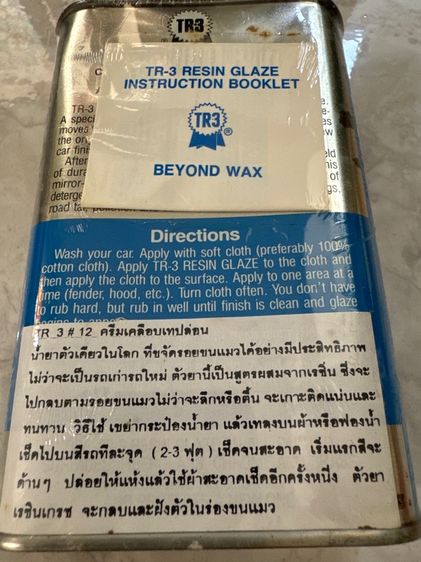 TR3
TR-3 RESIN GLAZE
INSTRUCTION BOOKLET
TR3
BEYOND WAX
TR-3
A speci
moves
the or
car fini
After
of dura
mirror-
deterge
road tar,
Directions
Wash your car. Apply with soft cloth (preferably 100%
cotton cloth). Apply TR-3 RESIN GLAZE to the cloth and
then apply the cloth to the surface. Apply to one area at a
time (fender, hood, etc.). Turn cloth often. You don't have
to rub hard, but rub in well until finish is clean and glaze
TR 3 # 12 ครีมเคลือบเทปล่อน
น้ำยาตัวเดียวในโลก ที่ขจัดรอยขนแมวได้อย่างมีประสิทธิภาพ
ไม่ว่าจะเป็นรถเก่ารถใหม่ ตัวยานี้เป็นสูตรผสมจากเรซิ่น ซึ่งจะ
ไปกลบตามรอยขนแมวไม่ว่าจะลึกหรือตื้น จะเกาะติดแน่นและ
ทนทาน วิธีใช้ เขย่ากระป๋องน้ำยา แล้วเทลงบนผ้าหรือฟองน้ำ
เช็ดไปบนสีรถทีละจุด (2-3 ฟุต) เช็ดจนสะอาด เริ่มแรกสีจะ
ด้านๆ ปล่อยให้แห้งแล้วใช้ผ้าสะอาดเช็ดอีกครั้งหนึ่ง ตัวยา
เรซินเกรซ จะกลบและฝังตัวในร่องขนแมว